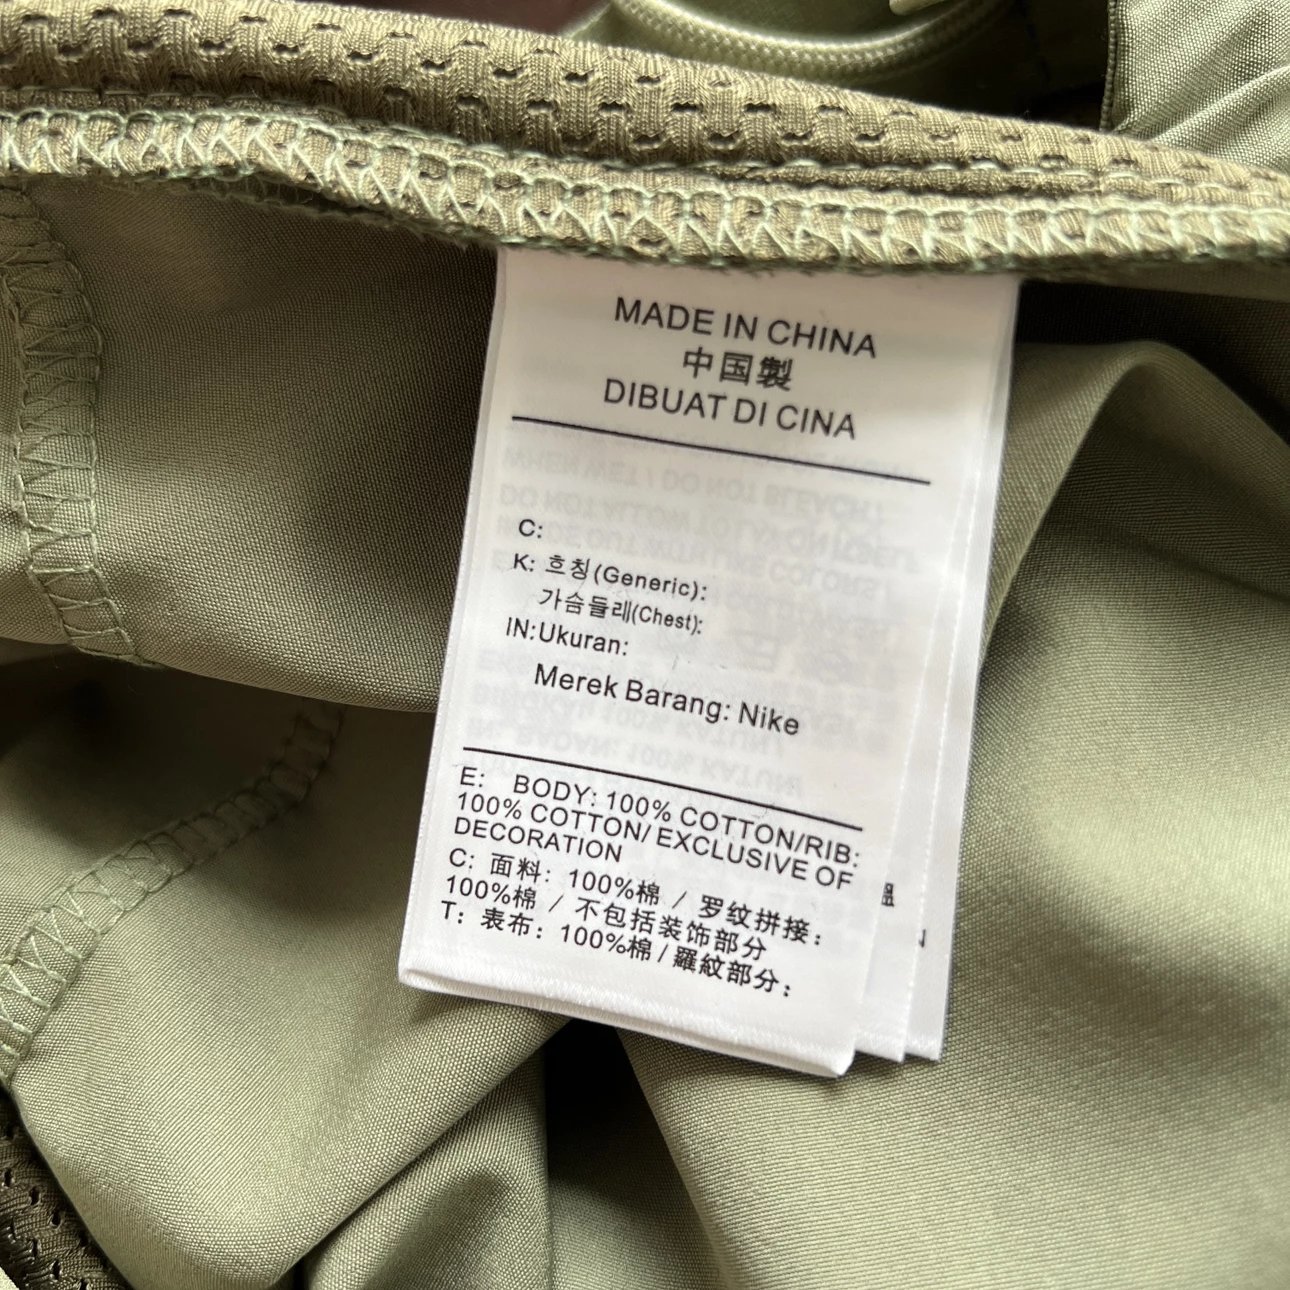 MADE IN CHINA
中国製
DIBUAT DI CINA
C:
K: 흐칭(Generic):
가슴들레(Chest):
IN:Ukuran:
Merek Barang: Nike
E: BODY: 100% COTTON/RIB:
100% COTTON/ EXCLUSIVE OF
DECORATION
C: 面料: 100%棉 / 罗纹拼接:
100%棉 / 不包括装饰部分
T: 表布: 100%棉 / 羅紋部分: